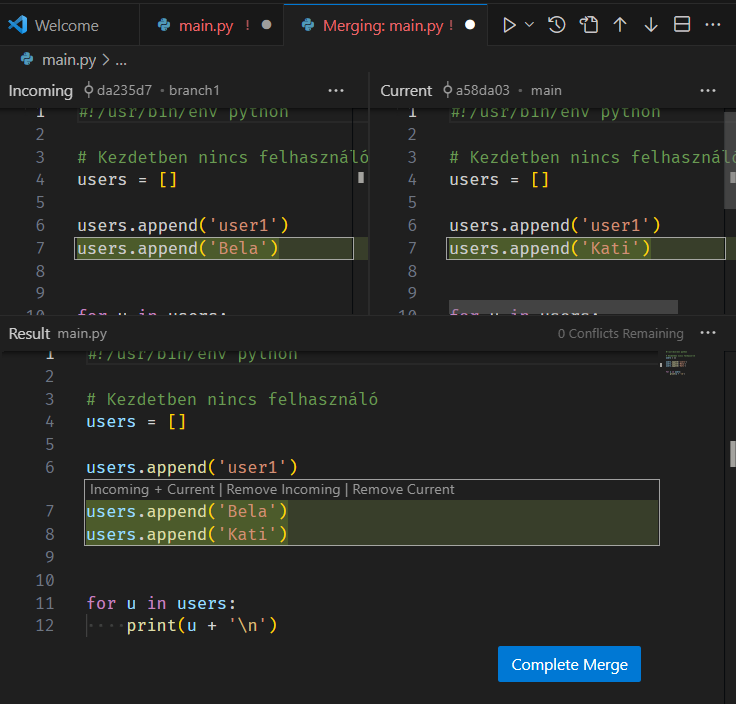 Welcome
main.py !
Merging: main.py !
main.py > ...
Incoming da235d7 • branch1 ...
1 #!/usr/bin/env python
2
3 # Kezdetben nincs felhasználó
4 users = []
5
6 users.append('user1')
7 users.append('Bela')
8
9
10 for u in users:
Current a58da03 • main ...
1 #!/usr/bin/env python
2
3 # Kezdetben nincs felhasználó
4 users = []
5
6 users.append('user1')
7 users.append('Kati')
8
9
10 for u in users:
Result main.py 0 Conflicts Remaining ...
1 #!/usr/bin/env python
2
3 # Kezdetben nincs felhasználó
4 users = []
5
6 users.append('user1')
Incoming + Current | Remove Incoming | Remove Current
7 users.append('Bela')
8 users.append('Kati')
9
10
11 for u in users:
12 ····print(u + '\n')
Complete Merge